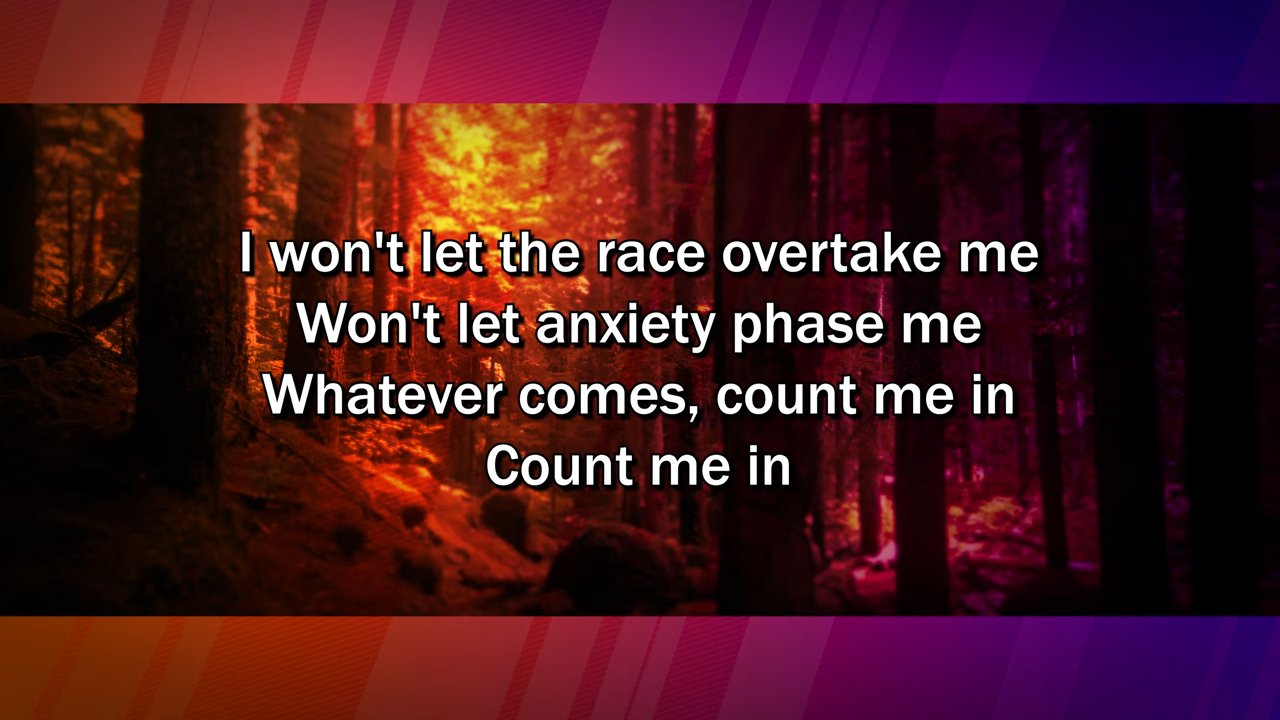 I won't let the race overtake me
Won't let anxiety phase me
Whatever comes, count me in
Count me in